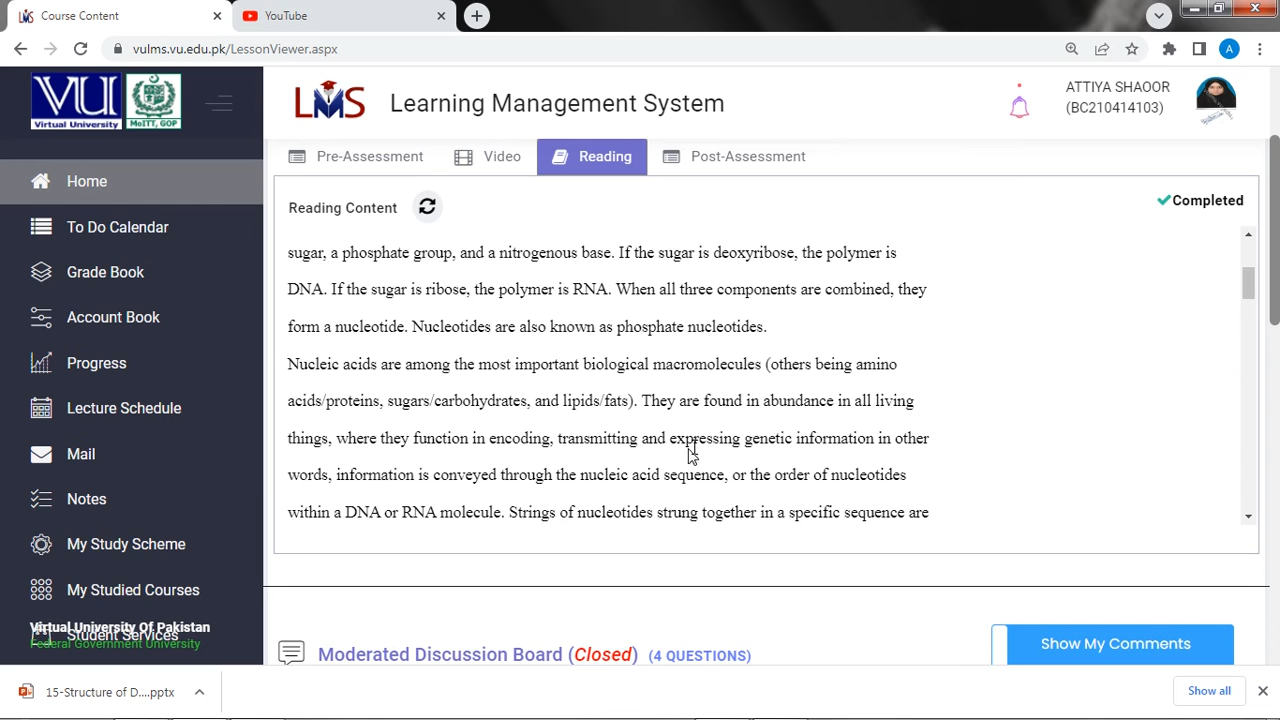 Course Content
YouTube
vulms.vu.edu.pk/LessonViewer.aspx
A
VU
Virtual University
MoITT, GOP
LMS
Learning Management System
ATTIYA SHAOOR
(BC210414103)
Home
To Do Calendar
Grade Book
Account Book
Progress
Lecture Schedule
Mail
Notes
My Study Scheme
My Studied Courses
Student Services
Virtual University Of Pakistan
Federal Government University
Pre-Assessment
Video
Reading
Post-Assessment
Reading Content
Completed
sugar, a phosphate group, and a nitrogenous base. If the sugar is deoxyribose, the polymer is
DNA. If the sugar is ribose, the polymer is RNA. When all three components are combined, they
form a nucleotide. Nucleotides are also known as phosphate nucleotides.
Nucleic acids are among the most important biological macromolecules (others being amino
acids/proteins, sugars/carbohydrates, and lipids/fats). They are found in abundance in all living
things, where they function in encoding, transmitting and expressing genetic information in other
words, information is conveyed through the nucleic acid sequence, or the order of nucleotides
within a DNA or RNA molecule. Strings of nucleotides strung together in a specific sequence are
Moderated Discussion Board (Closed) (4 QUESTIONS)
Show My Comments
15-Structure of D....pptx
Show all